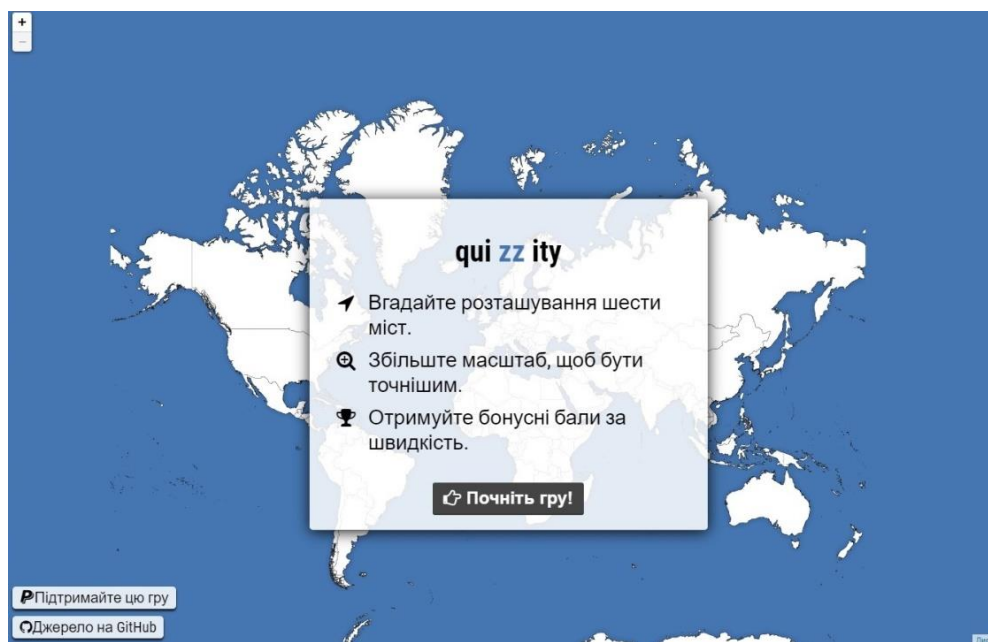 +
−
qui zz ity
Вгадайте розташування шести
міст.
Збільште масштаб, щоб бути
точнішим.
Отримуйте бонусні бали за
швидкість.
Почніть гру!
Підтримайте цю гру
Джерело на GitHub